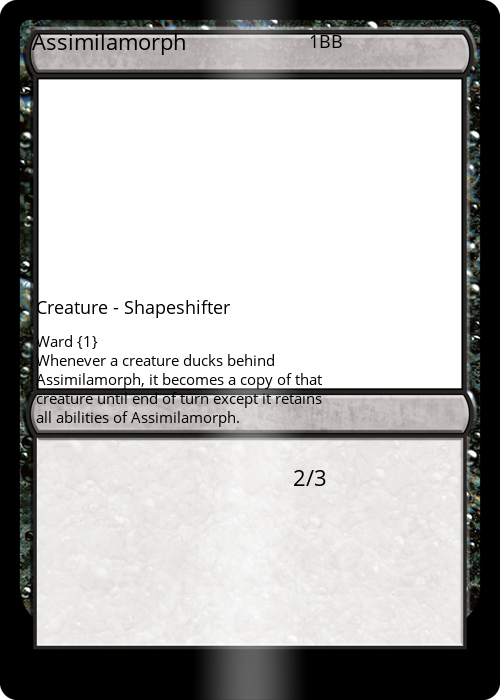 Assimilamorph 1BB
Creature - Shapeshifter
Ward {1}
Whenever a creature ducks behind
Assimilamorph, it becomes a copy of that
creature until end of turn except it retains
all abilities of Assimilamorph.
2/3